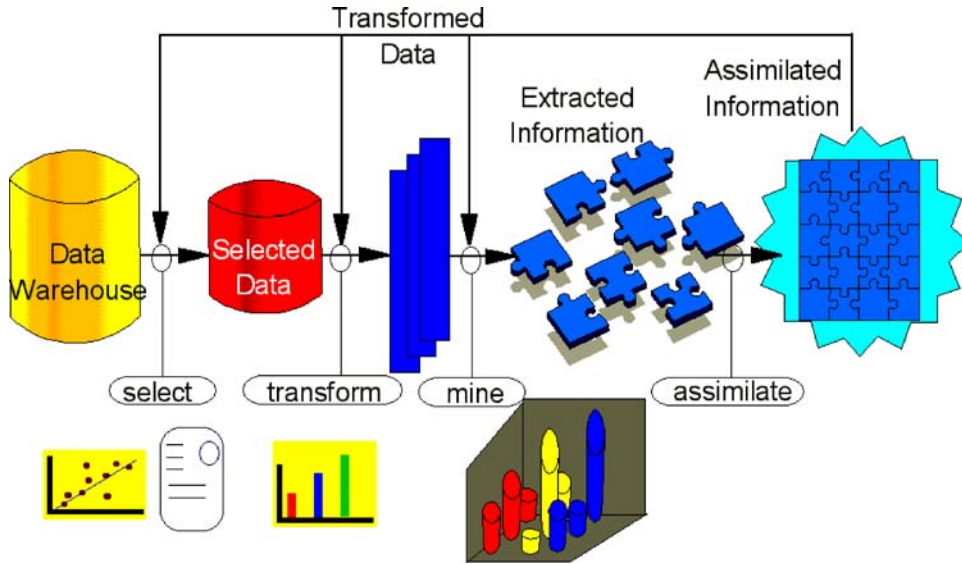 Transformed
Data
Assimilated
Information
Extracted
Information
Data
Warehouse
Selected
Data
select
transform
mine
assimilate